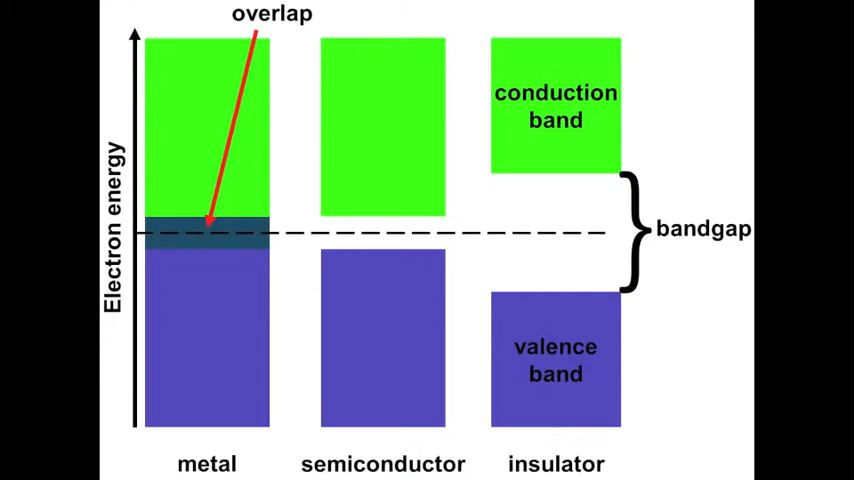 overlap
Electron energy
conduction
band
bandgap
valence
band
metal
semiconductor
insulator